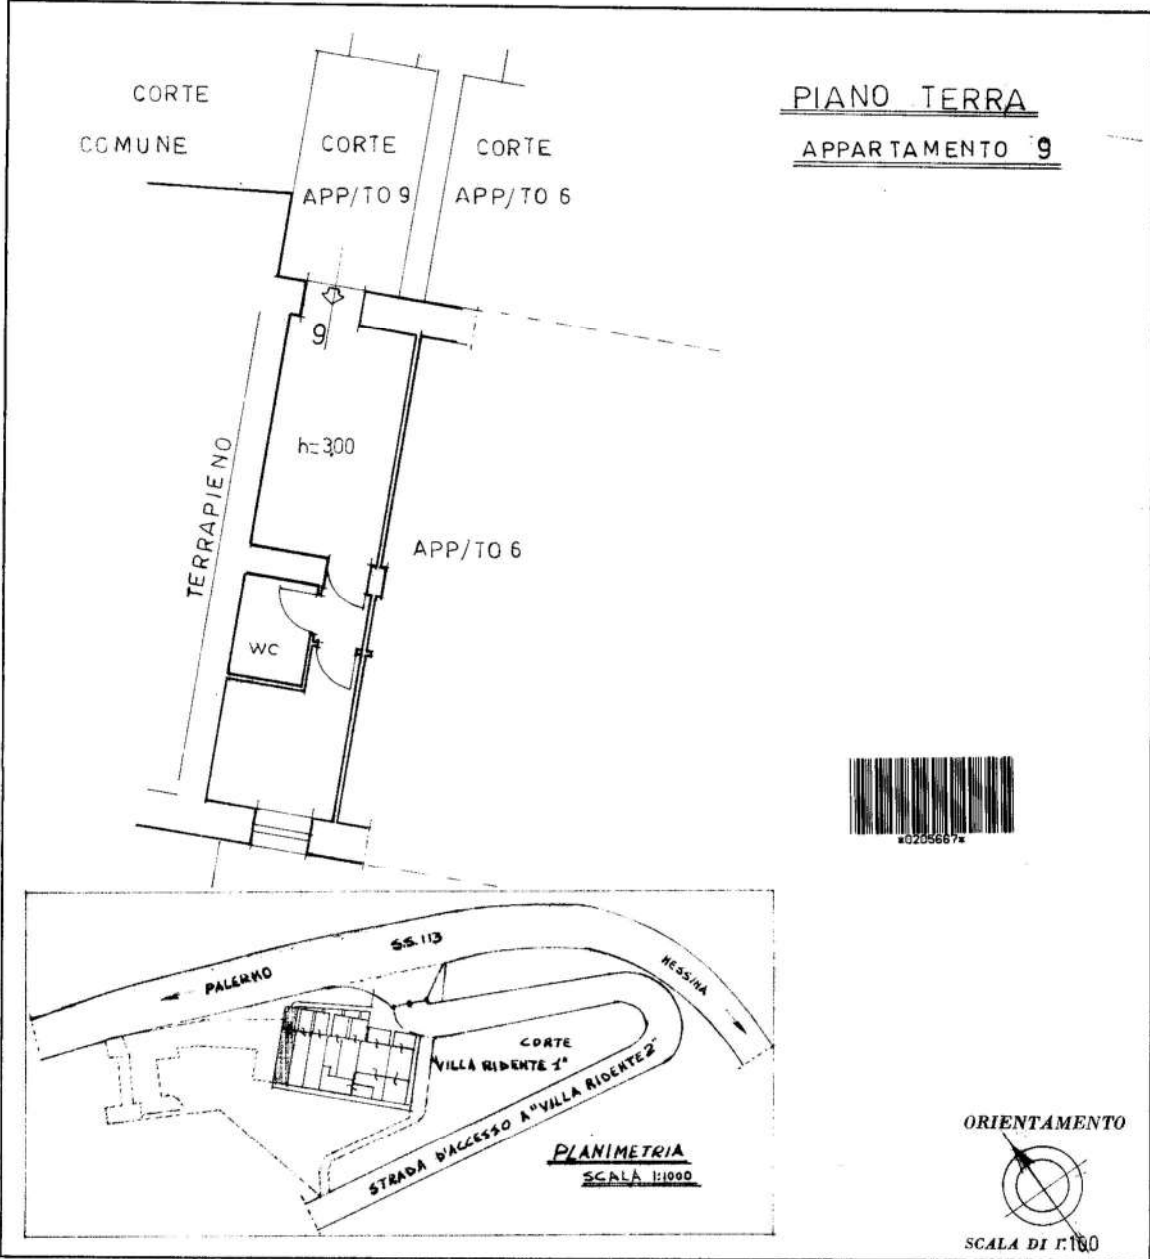 PIANO TERRA
APPARTAMENTO 9
CORTE
COMUNE
CORTE
APP/TO 9
CORTE
APP/TO 6
9
h=3,00
TERRAPIENO
APP/TO 6
WC
*0205667*
S.S. 113
PALERMO
MESSINA
CORTE
VILLA RIDENTE 1ª
STRADA D'ACCESSO A "VILLA RIDENTE 2"
PLANIMETRIA
SCALA 1:1000
ORIENTAMENTO
SCALA DI 1:100